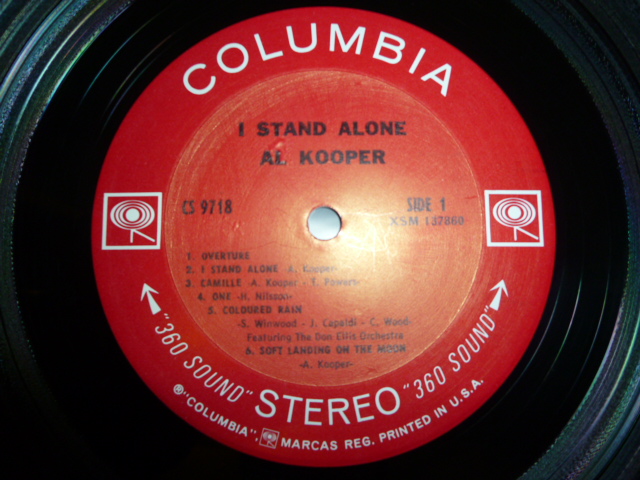 COLUMBIA
I STAND ALONE
AL KOOPER
CS 9718
SIDE 1
XSM 137860
1. OVERTURE
2. I STAND ALONE -A. Kooper-
3. CAMILLE -A. Kooper - T. Powers-
4. ONE -H. Nilsson-
5. COLOURED RAIN
-S. Winwood - J. Capaldi - C. Wood-
Featuring The Don Ellis Orchestra
6. SOFT LANDING ON THE MOON
-A. Kooper-
"360 SOUND" STEREO "360 SOUND"
® "COLUMBIA", MARCAS REG. PRINTED IN U.S.A.